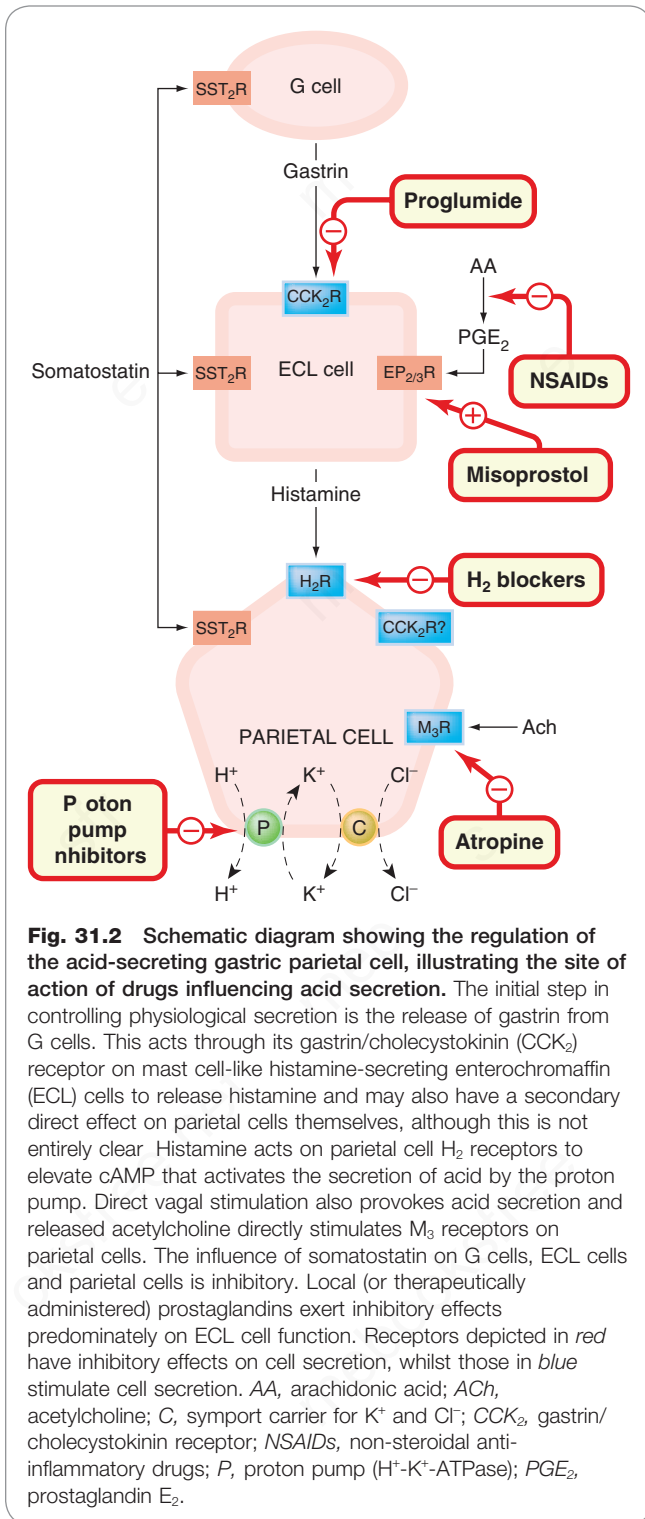 SST₂R
G cell
Gastrin
Proglumide
−
CCK₂R
AA
−
PGE₂
Somatostatin
SST₂R
ECL cell
EP₂/₃R
NSAIDs
+
Misoprostol
Histamine
H₂R
−
H₂ blockers
SST₂R
CCK₂R?
PARIETAL CELL
M₃R
Ach
H⁺
K⁺
Cl⁻
P oton
pump
nhibitors
−
P
C
−
Atropine
H⁺
K⁺
Cl⁻
Fig. 31.2 Schematic diagram showing the regulation of
the acid-secreting gastric parietal cell, illustrating the site of
action of drugs influencing acid secretion. The initial step in
controlling physiological secretion is the release of gastrin from
G cells. This acts through its gastrin/cholecystokinin (CCK₂)
receptor on mast cell-like histamine-secreting enterochromaffin
(ECL) cells to release histamine and may also have a secondary
direct effect on parietal cells themselves, although this is not
entirely clear Histamine acts on parietal cell H₂ receptors to
elevate cAMP that activates the secretion of acid by the proton
pump. Direct vagal stimulation also provokes acid secretion and
released acetylcholine directly stimulates M₃ receptors on
parietal cells. The influence of somatostatin on G cells, ECL cells
and parietal cells is inhibitory. Local (or therapeutically
administered) prostaglandins exert inhibitory effects
predominately on ECL cell function. Receptors depicted in red
have inhibitory effects on cell secretion, whilst those in blue
stimulate cell secretion. AA, arachidonic acid; ACh,
acetylcholine; C, symport carrier for K⁺ and Cl⁻; CCK₂, gastrin/
cholecystokinin receptor; NSAIDs, non-steroidal anti-
inflammatory drugs; P, proton pump (H⁺-K⁺-ATPase); PGE₂,
prostaglandin E₂.